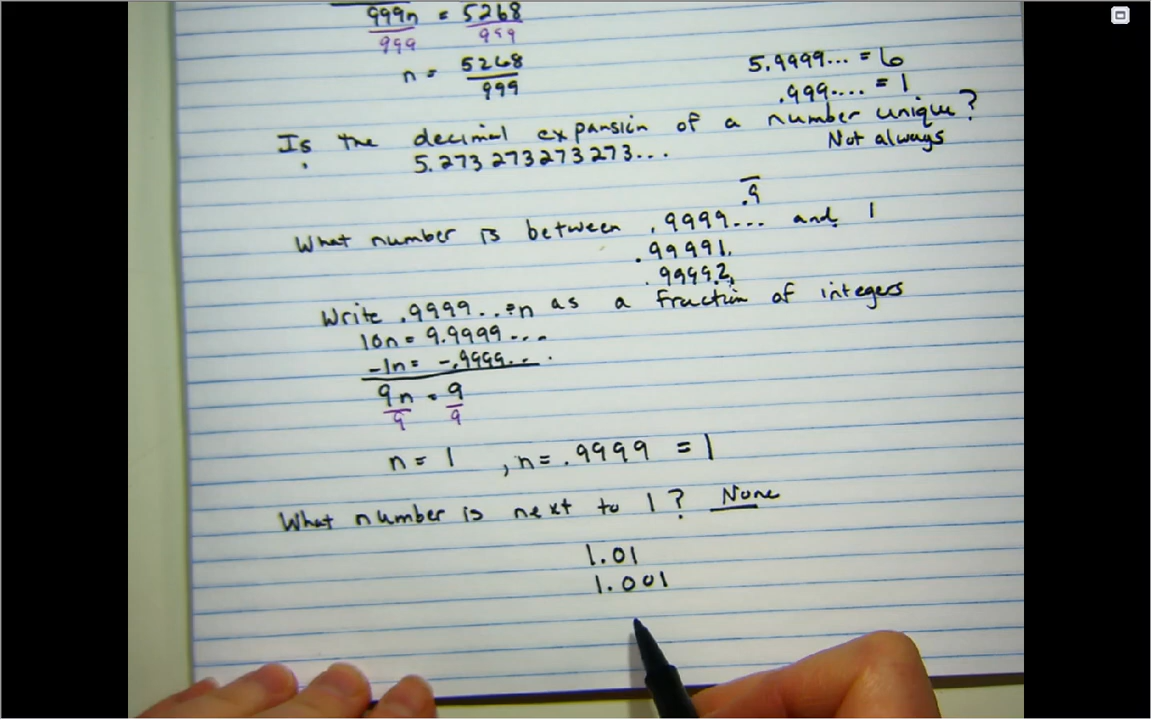 999n = 5268
999 999
n = 5268
999
5.9999... = 6
.999.... = 1
Is the decimal expansion of a number unique?
5.273 273273273... Not always
.9
What number is between .9999... and 1
.99991.
.99992.
Write .9999...=n as a fraction of integers
10n = 9.9999...
-1n = -.9999...
9n = 9
9 9
n = 1 , n = .9999 = 1
What number is next to 1? None
1.01
1.001